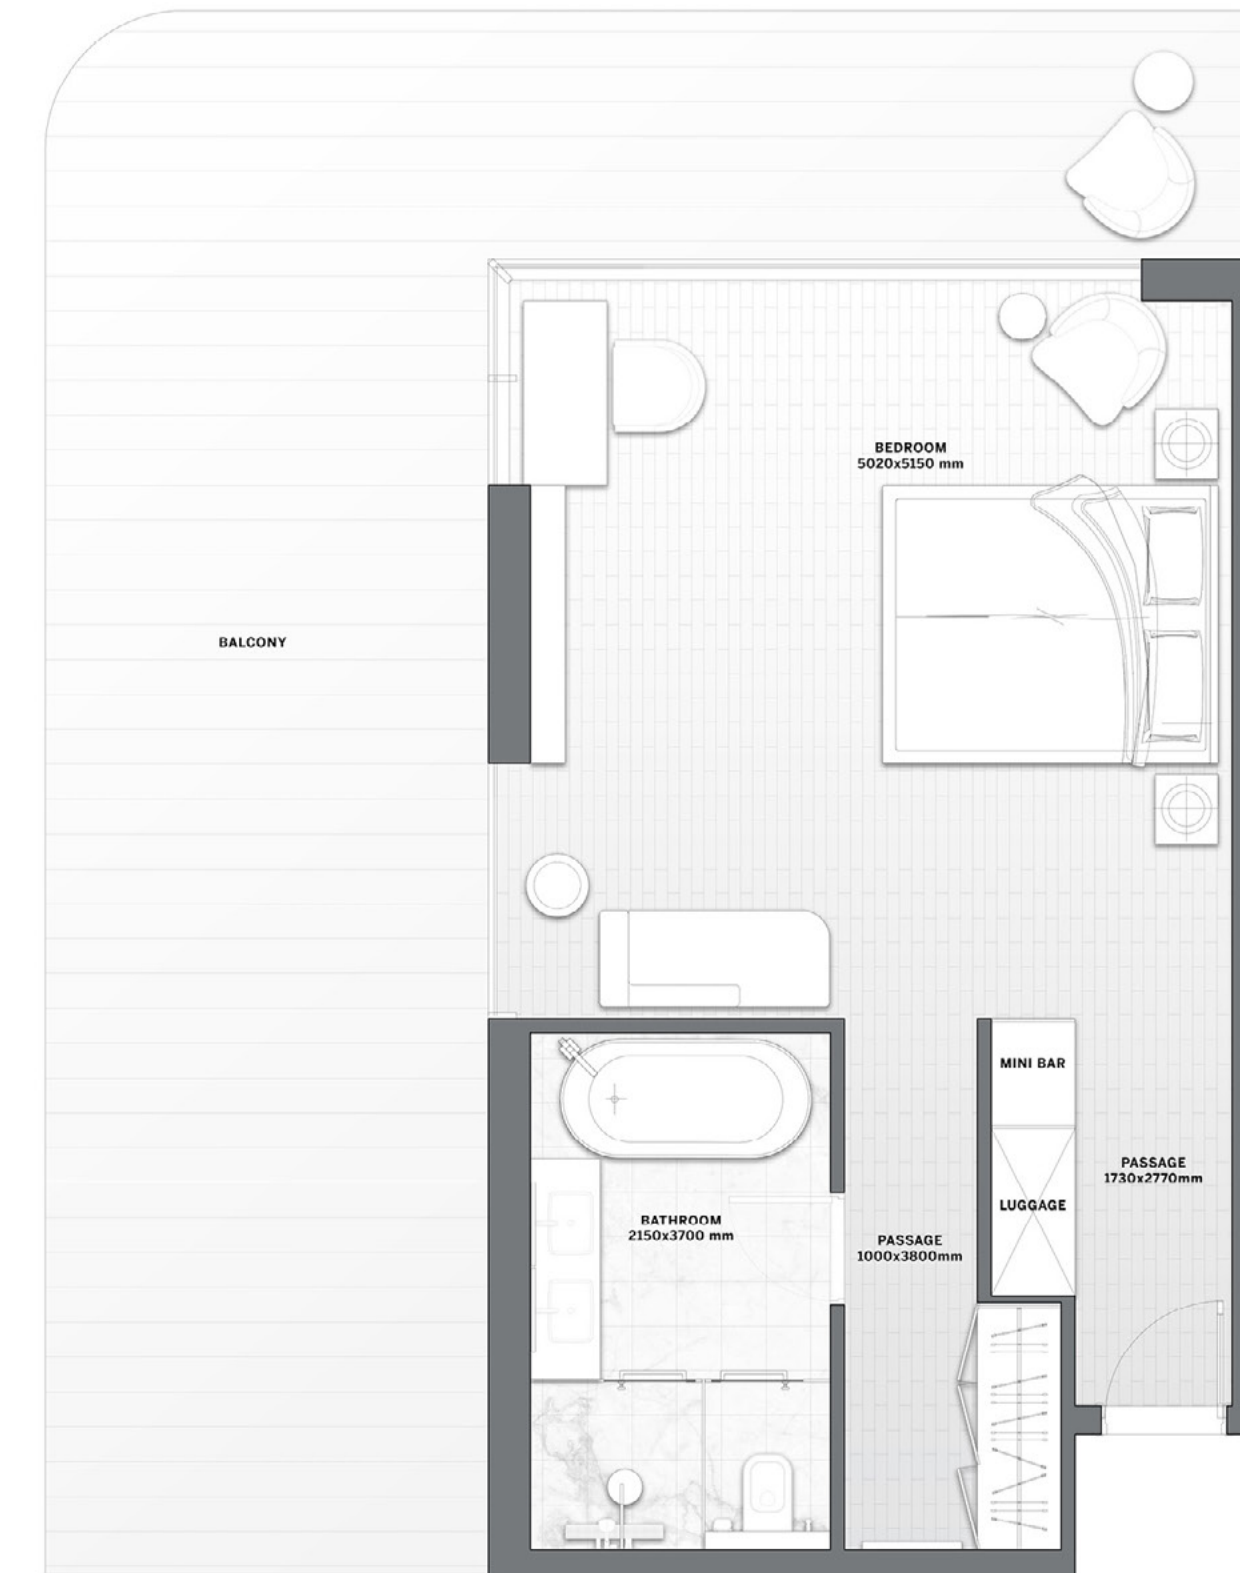 BEDROOM
5020x5150 mm
BALCONY
MINI BAR
PASSAGE
1730x2770mm
LUGGAGE
BATHROOM
2150x3700 mm
PASSAGE
1000x3800mm